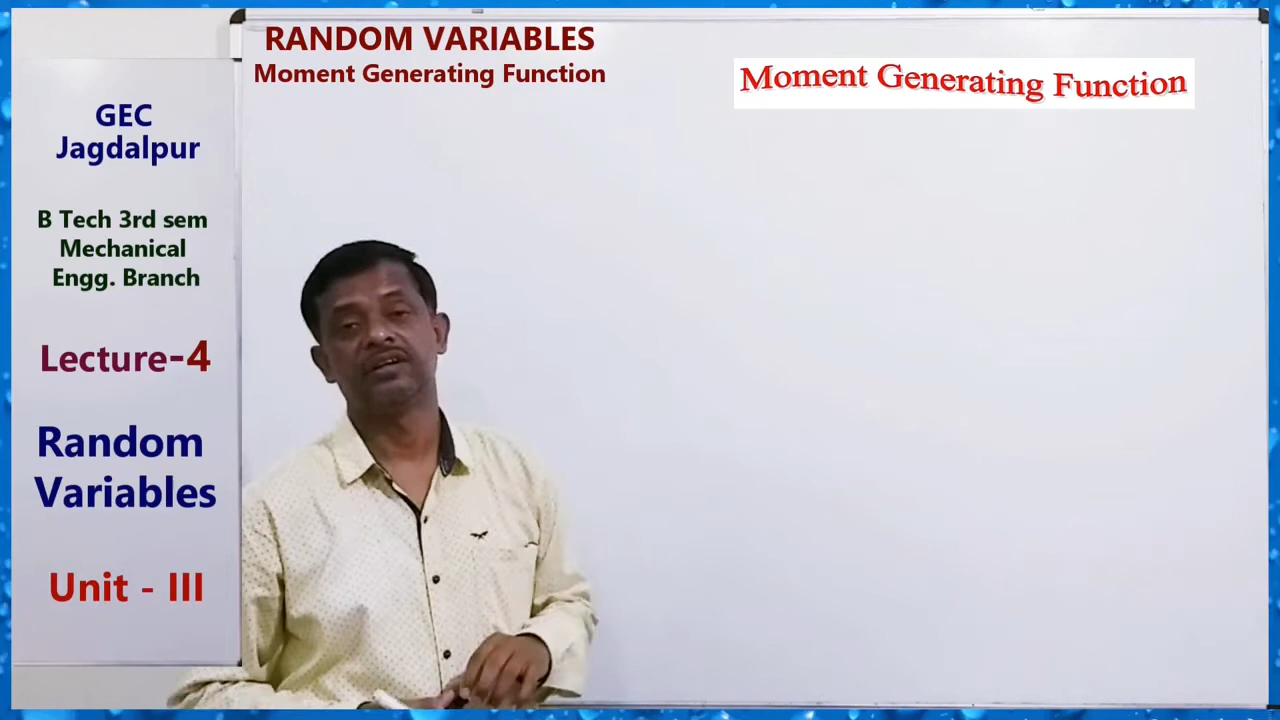 RANDOM VARIABLES
Moment Generating Function
Moment Generating Function
GEC
Jagdalpur
B Tech 3rd sem
Mechanical
Engg. Branch
Lecture-4
Random
Variables
Unit - III